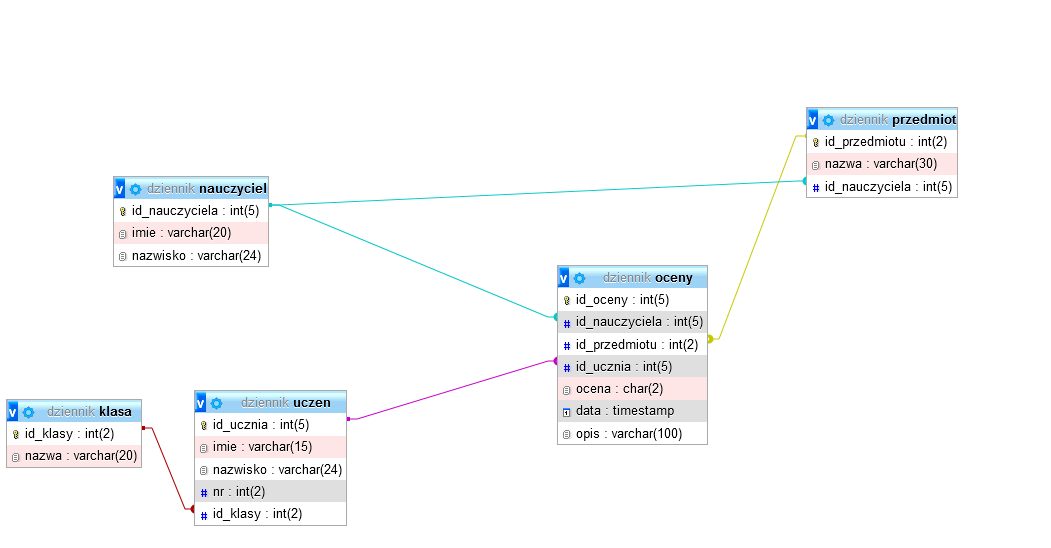 v dziennik przedmiot
id_przedmiotu : int(2)
nazwa : varchar(30)
# id_nauczyciela : int(5)
v dziennik nauczyciel
id_nauczyciela : int(5)
imie : varchar(20)
nazwisko : varchar(24)
v dziennik oceny
id_oceny : int(5)
# id_nauczyciela : int(5)
# id_przedmiotu : int(2)
# id_ucznia : int(5)
ocena : char(2)
data : timestamp
opis : varchar(100)
v dziennik klasa
id_klasy : int(2)
nazwa : varchar(20)
v dziennik uczen
id_ucznia : int(5)
imie : varchar(15)
nazwisko : varchar(24)
# nr : int(2)
# id_klasy : int(2)